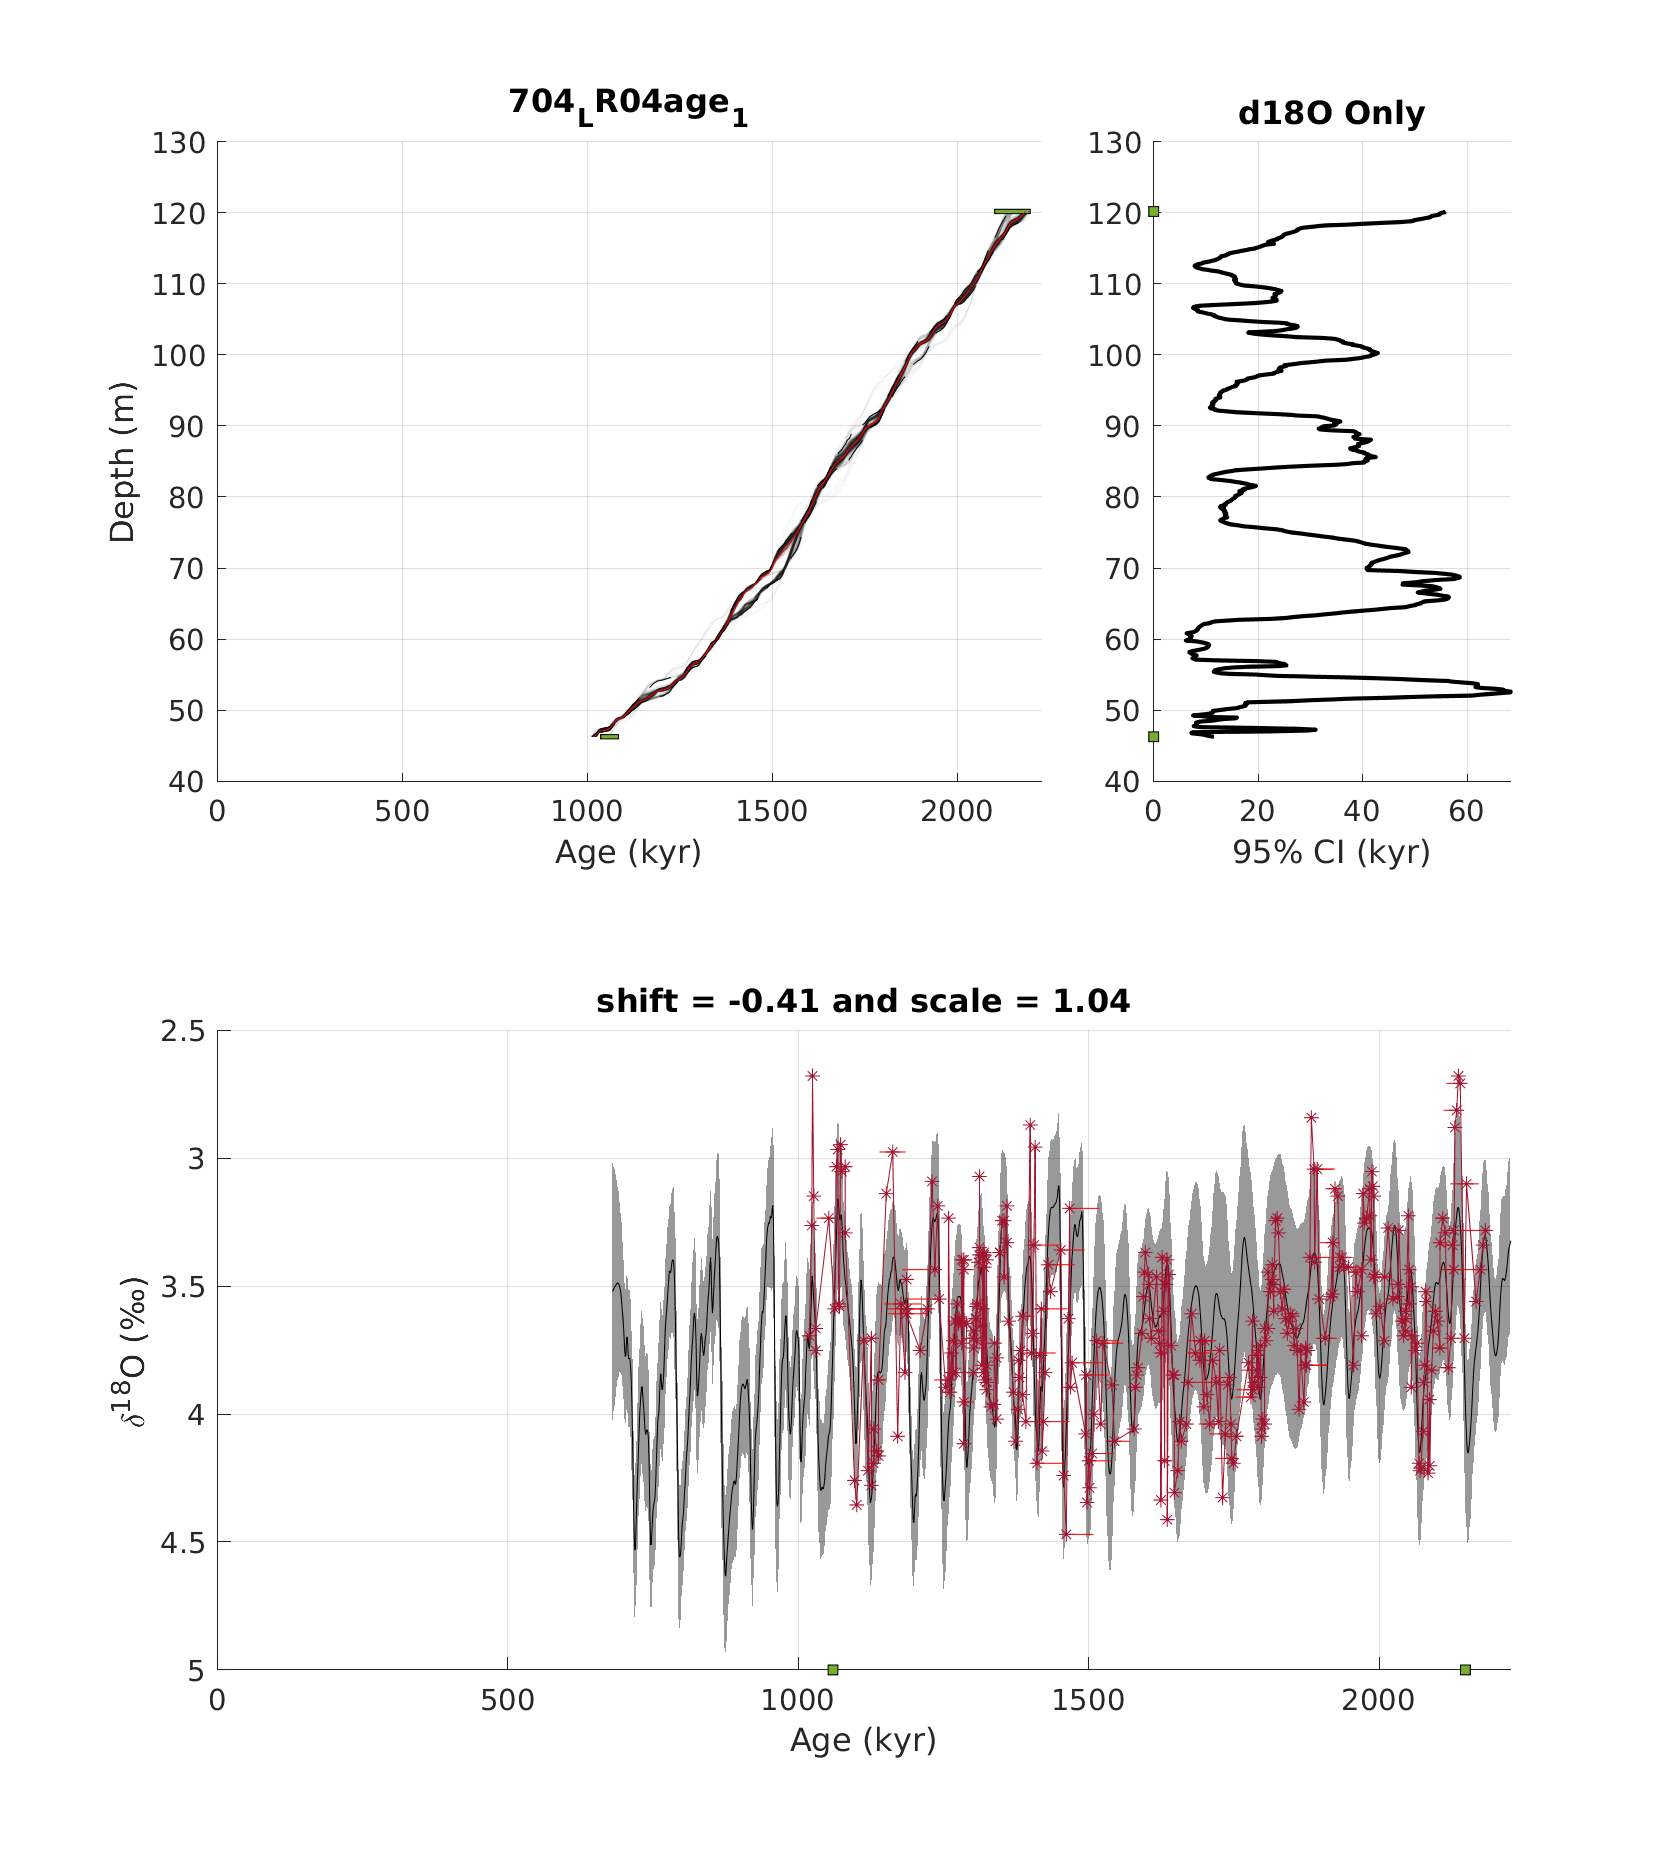 704LR04age1
130
120
110
100
90
80
70
60
50
40
0 500 1000 1500 2000
Age (kyr)
Depth (m)
d18O Only
130
120
110
100
90
80
70
60
50
40
0 20 40 60
95% CI (kyr)
shift = -0.41 and scale = 1.04
2.5
3
3.5
4
4.5
5
0 500 1000 1500 2000
Age (kyr)
δ18O (‰)